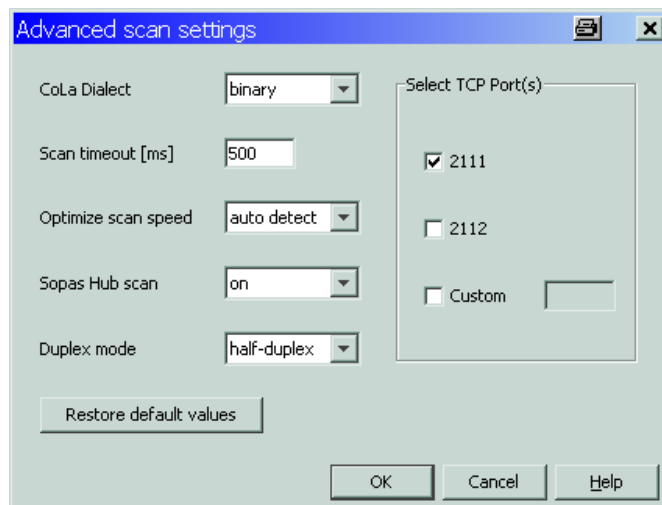 Advanced scan settings
CoLa Dialect
binary
Scan timeout [ms]
500
Optimize scan speed
auto detect
Sopas Hub scan
on
Duplex mode
half-duplex
Restore default values
Select TCP Port(s)
2111
2112
Custom
OK
Cancel
Help